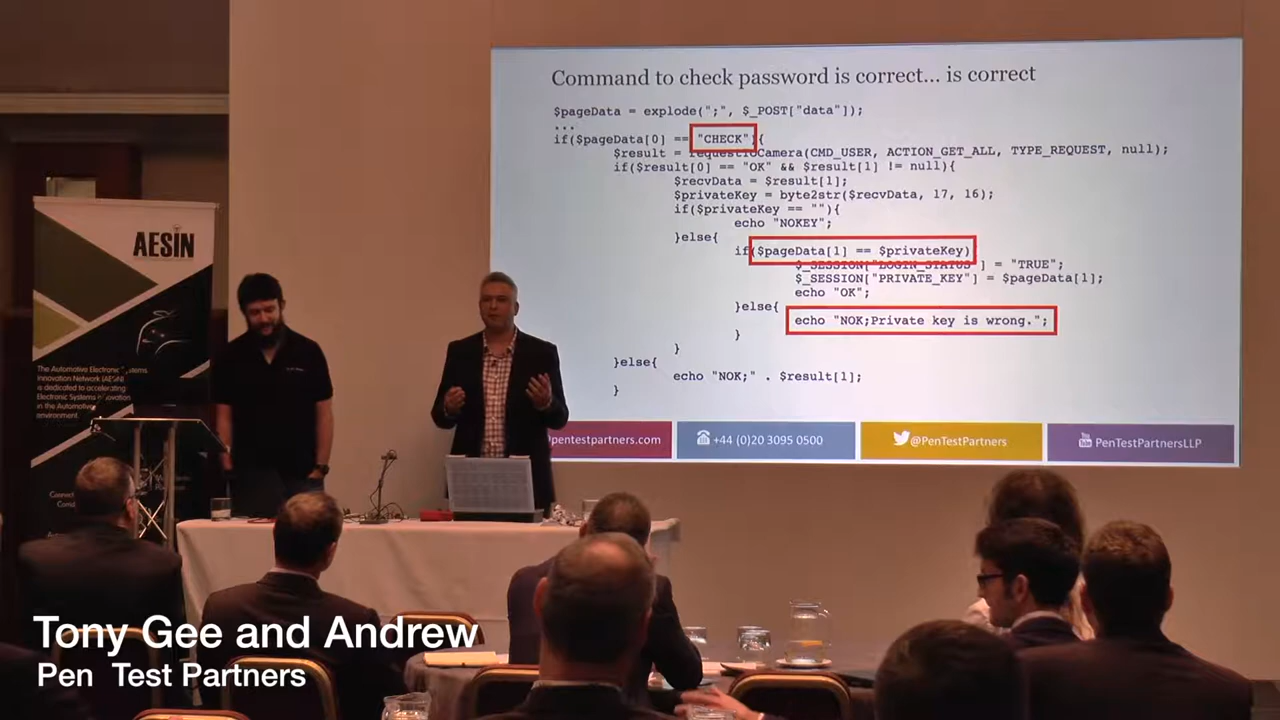 Command to check password is correct... is correct
$pageData = explode(";", $_POST["data"]);
...
if($pageData[0] == "CHECK"){
$result = requestToCamera(CMD_USER, ACTION_GET_ALL, TYPE_REQUEST, null);
if($result[0] == "OK" && $result[1] != null){
$recvData = $result[1];
$privateKey = byte2str($recvData, 17, 16);
if($privateKey == ""){
echo "NOKEY";
}else{
if($pageData[1] == $privateKey)
$_SESSION["LOGIN_STATUS"] = "TRUE";
$_SESSION["PRIVATE_KEY"] = $pageData[1];
echo "OK";
}else{
echo "NOK;Private key is wrong.";
}
}
}else{
echo "NOK;" . $result[1];
}
pentestpartners.com
+44 (0)20 3095 0500
@PenTestPartners
PenTestPartnersLLP
AESIN
The Automotive Electronic Systems
Innovation Network (AESIN)
is dedicated to accelerating
Electronic Systems innovation
in the Automotive
environment.
Tony Gee and Andrew
Pen Test Partners